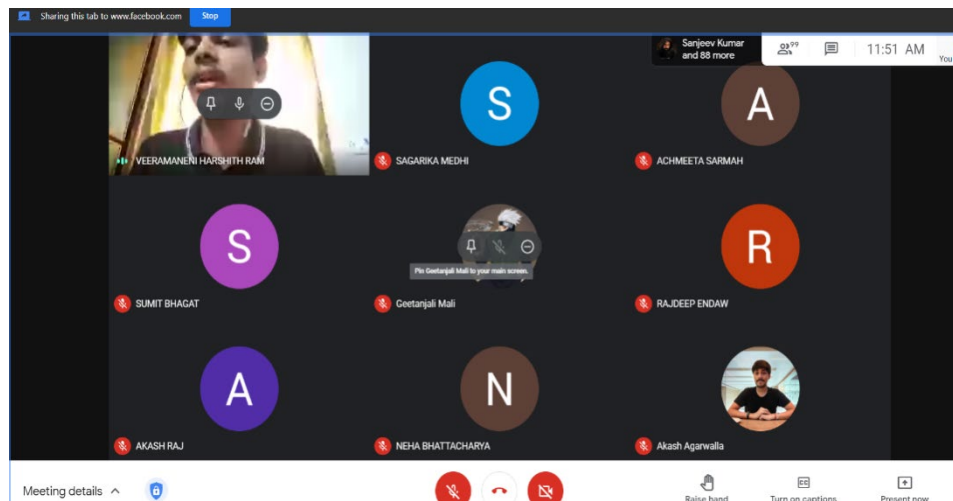 Sharing this tab to www.facebook.com Stop
Sanjeev Kumar
and 88 more
99
11:51 AM
You
VEERAMANENI HARSHITH RAM
S
SAGARIKA MEDHI
A
ACHMEETA SARMAH
S
SUMIT BHAGAT
Pin Geetanjali Mali to your main screen.
Geetanjali Mali
R
RAJDEEP ENDAW
A
AKASH RAJ
N
NEHA BHATTACHARYA
Akash Agarwalla
Meeting details
Raise hand
CC
Turn on captions
Present now